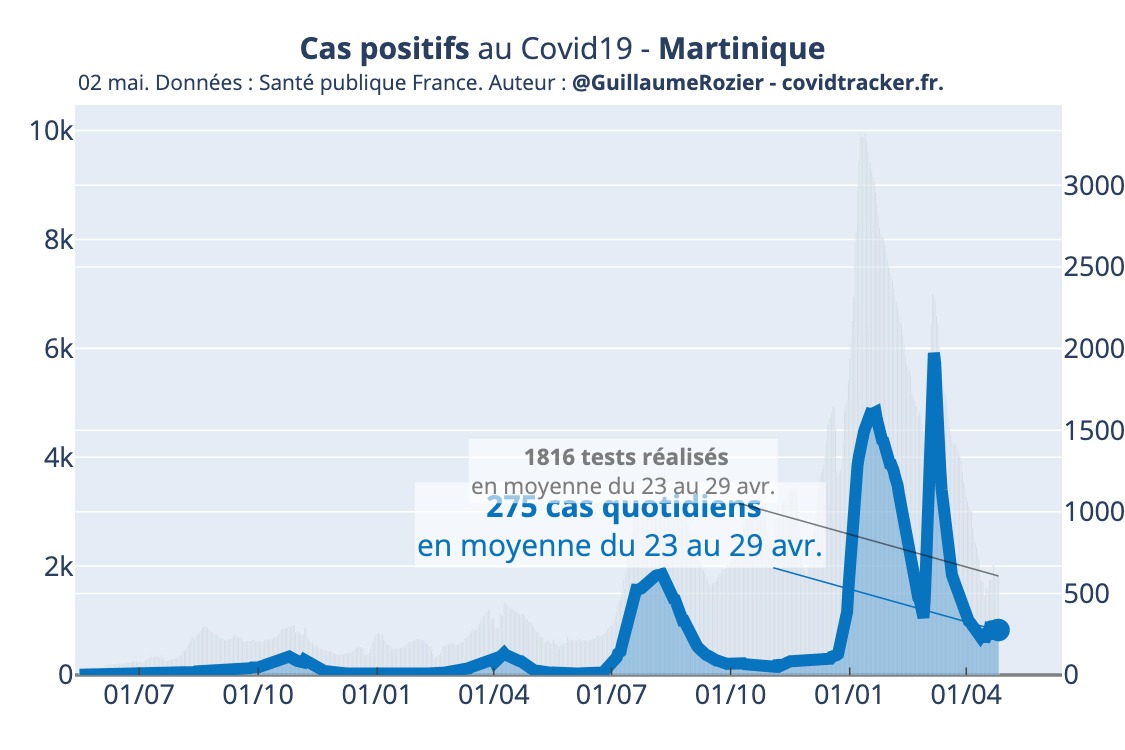 Cas positifs au Covid19 - Martinique
02 mai. Données : Santé publique France. Auteur : @GuillaumeRozier - covidtracker.fr.
10k
8k
6k
4k
2k
0
3000
2500
2000
1500
1000
500
0
1816 tests réalisés
en moyenne du 23 au 29 avr.
275 cas quotidiens
en moyenne du 23 au 29 avr.
01/07 01/10 01/01 01/04 01/07 01/10 01/01 01/04